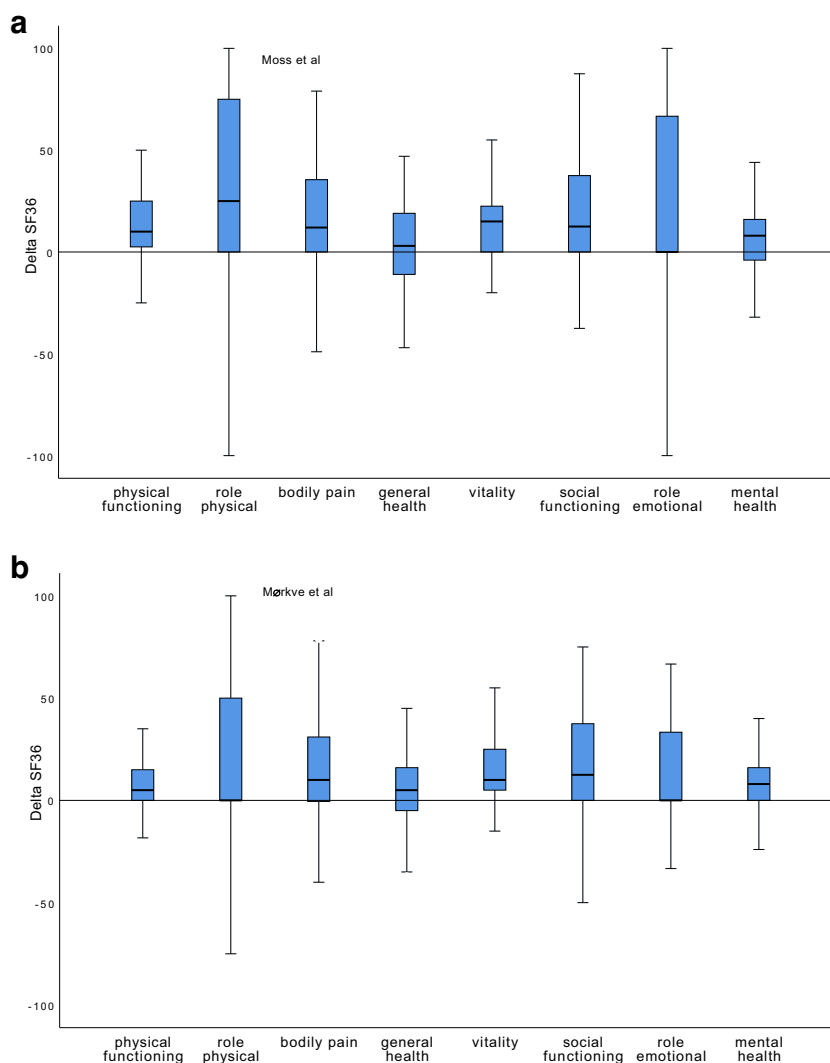 a
100
Moss et al
50
Delta SF36
0
-50
-100
physical functioning
role physical
bodily pain
general health
vitality
social functioning
role emotional
mental health
b
100
Mørkve et al
50
Delta SF36
0
-50
-100
physical functioning
role physical
bodily pain
general health
vitality
social functioning
role emotional
mental health